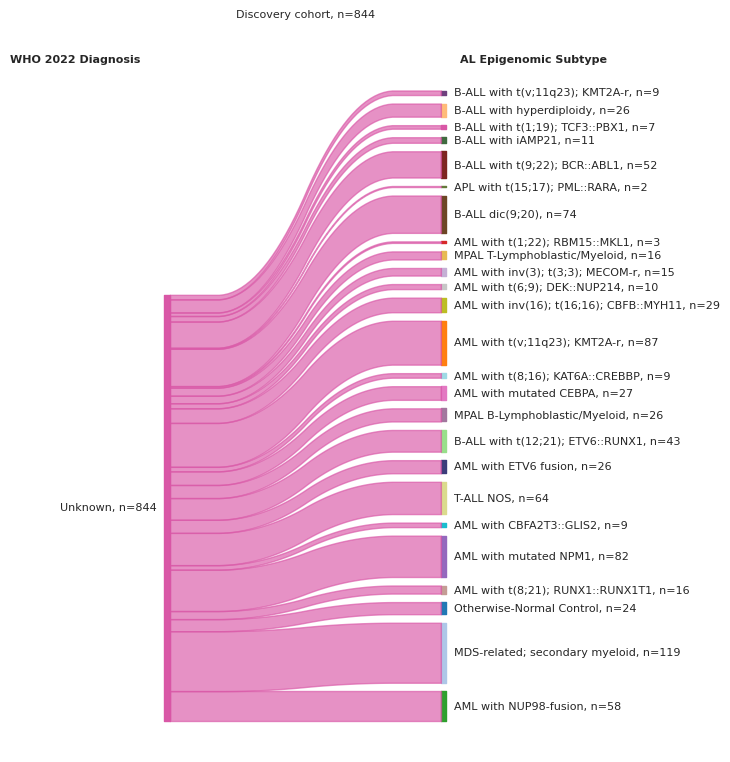 Discovery cohort, n=844
WHO 2022 Diagnosis
AL Epigenomic Subtype
B-ALL with t(v;11q23); KMT2A-r, n=9
B-ALL with hyperdiploidy, n=26
B-ALL with t(1;19); TCF3::PBX1, n=7
B-ALL with iAMP21, n=11
B-ALL with t(9;22); BCR::ABL1, n=52
APL with t(15;17); PML::RARA, n=2
B-ALL dic(9;20), n=74
AML with t(1;22); RBM15::MKL1, n=3
MPAL T-Lymphoblastic/Myeloid, n=16
AML with inv(3); t(3;3); MECOM-r, n=15
AML with t(6;9); DEK::NUP214, n=10
AML with inv(16); t(16;16); CBFB::MYH11, n=29
AML with t(v;11q23); KMT2A-r, n=87
AML with t(8;16); KAT6A::CREBBP, n=9
AML with mutated CEBPA, n=27
MPAL B-Lymphoblastic/Myeloid, n=26
B-ALL with t(12;21); ETV6::RUNX1, n=43
AML with ETV6 fusion, n=26
T-ALL NOS, n=64
Unknown, n=844
AML with CBFA2T3::GLIS2, n=9
AML with mutated NPM1, n=82
AML with t(8;21); RUNX1::RUNX1T1, n=16
Otherwise-Normal Control, n=24
MDS-related; secondary myeloid, n=119
AML with NUP98-fusion, n=58